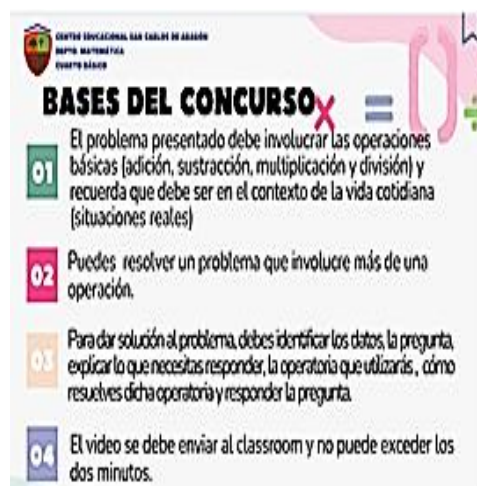 CENTRO EDUCACIONAL SAN CARLOS DE ARAGÓN
DEPTO. MATEMÁTICA
CUARTO BÁSICO
BASES DEL CONCURSO
× =
01
El problema presentado debe involucrar las operaciones
básicas (adición, sustracción, multiplicación y división) y
recuerda que debe ser en el contexto de la vida cotidiana
(situaciones reales)
02
Puedes resolver un problema que involucre más de una
operación.
03
Para dar solución al problema, debes identificar los datos, la pregunta,
explicar lo que necesitas responder, la operatoria que utilizarás, cómo
resuelves dicha operatoria y responder la pregunta.
04
El video se debe enviar al classroom y no puede exceder los
dos minutos.